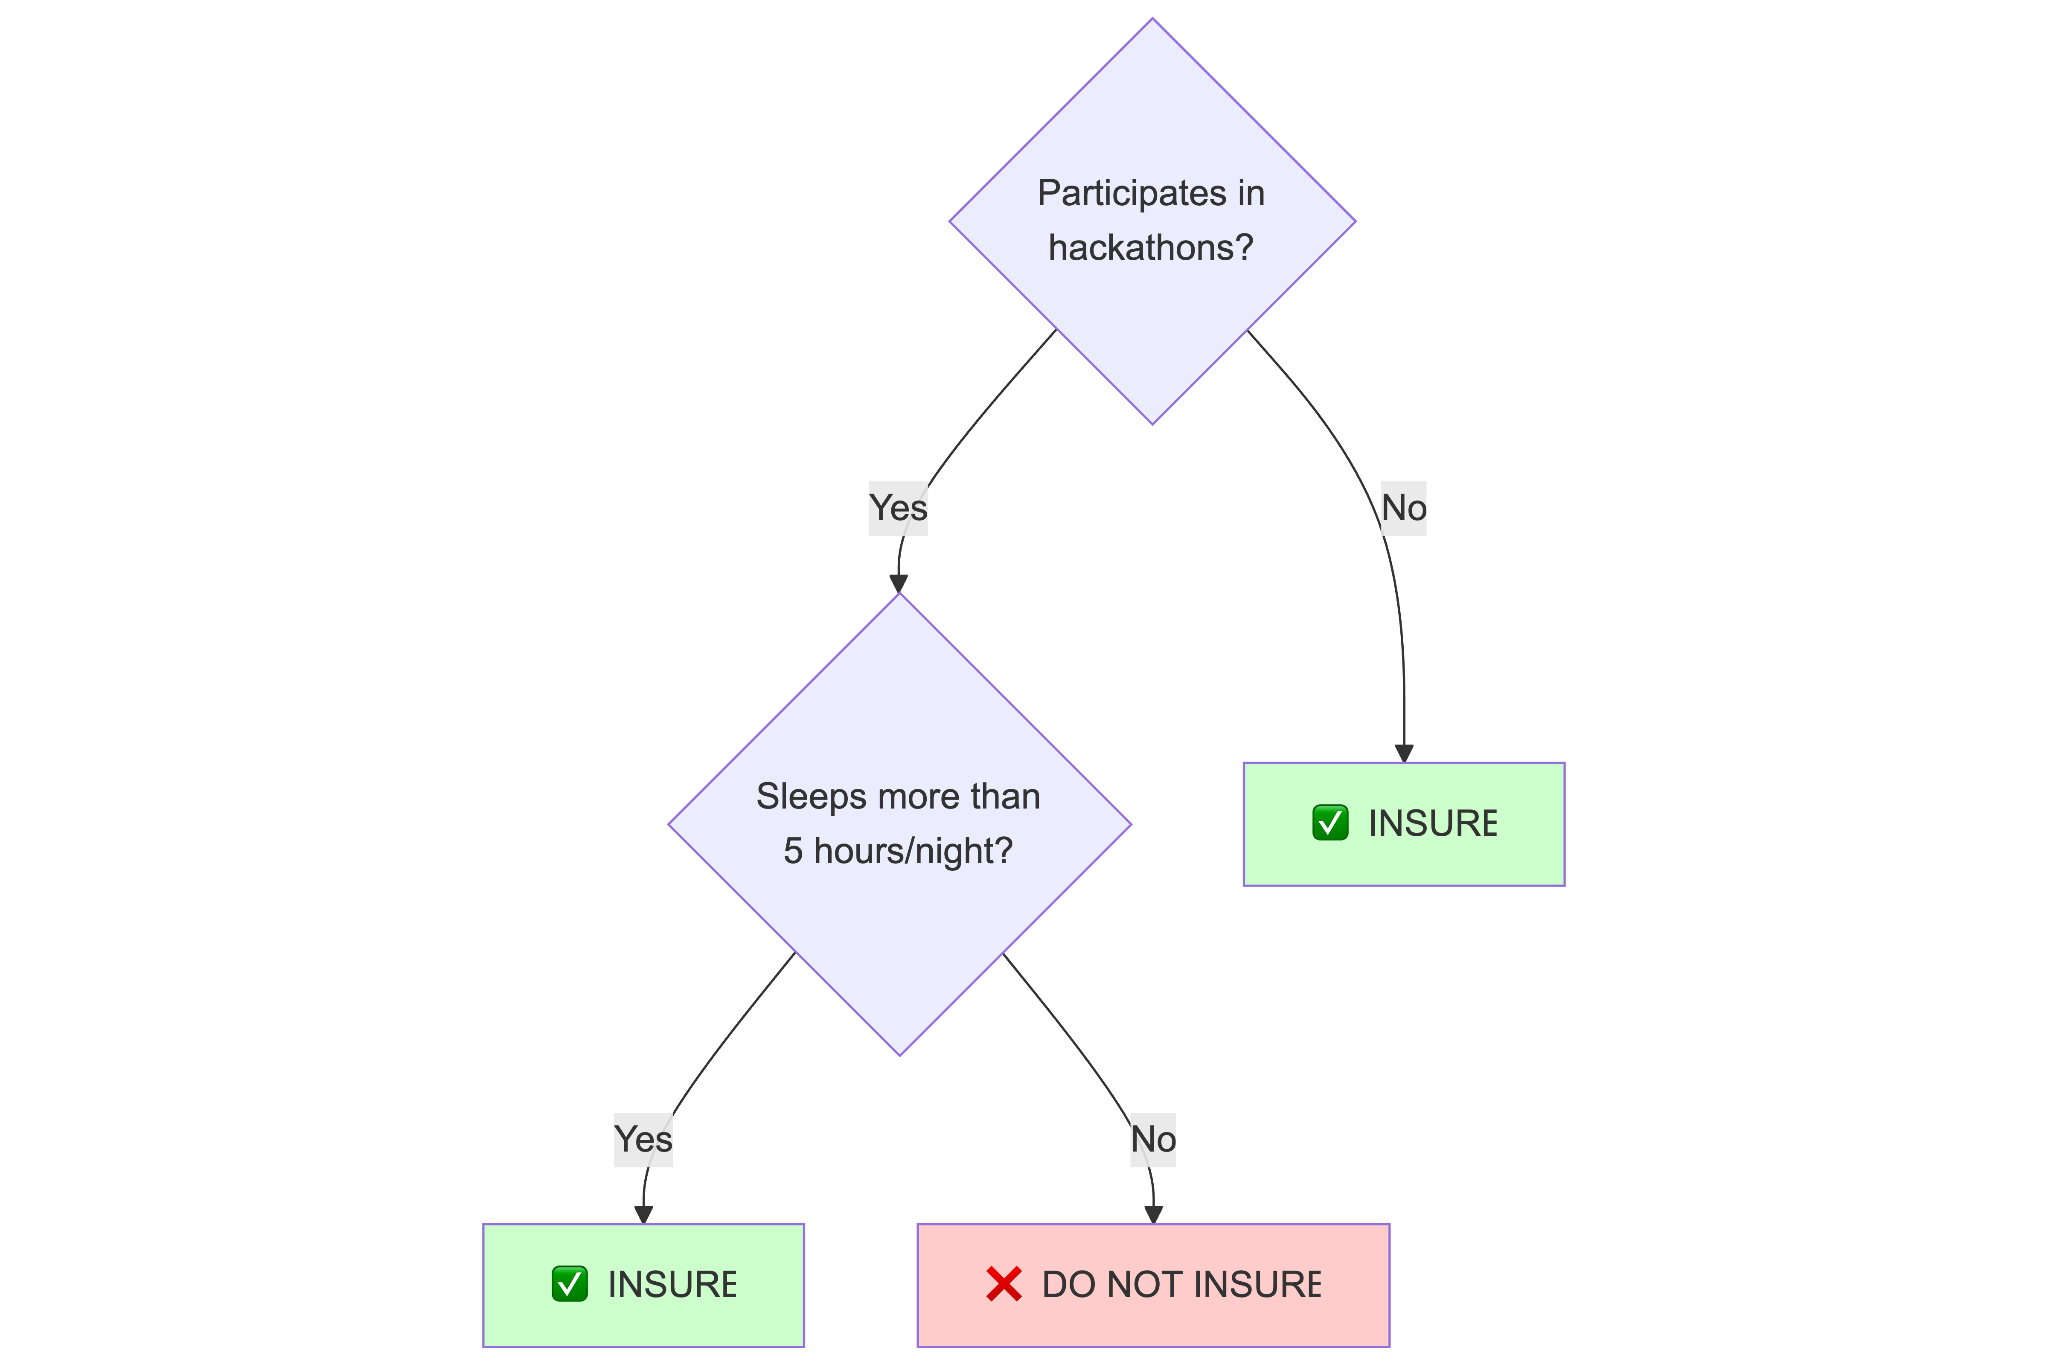 Participates in
hackathons?
Yes
No
Sleeps more than
5 hours/night?
✅ INSURE
Yes
No
✅ INSURE
❌ DO NOT INSURE